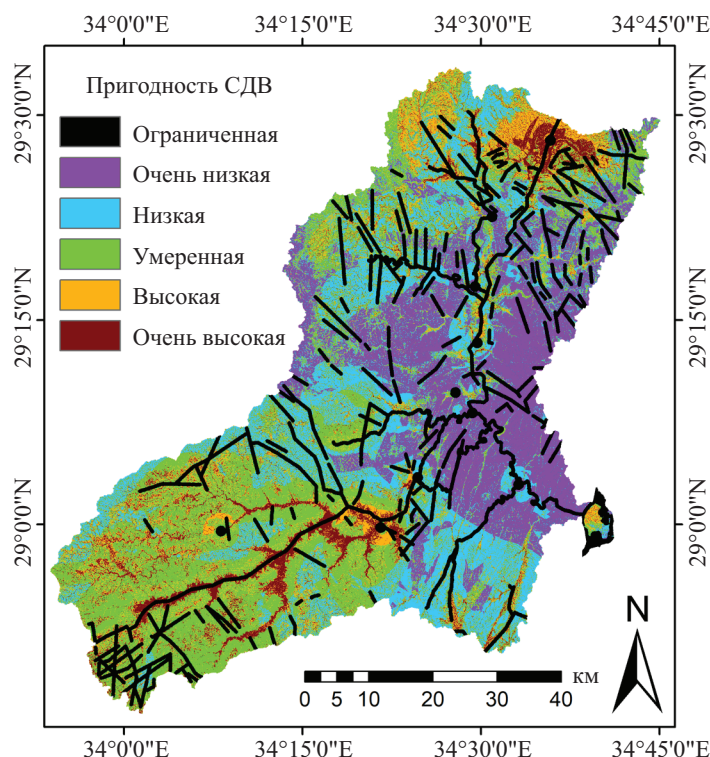 34°0'0"E 34°15'0"E 34°30'0"E 34°45'0"E
29°30'0"N
29°15'0"N
29°0'0"N
Пригодность СДВ
Ограниченная
Очень низкая
Низкая
Умеренная
Высокая
Очень высокая
29°30'0"N
29°15'0"N
29°0'0"N
N
км
0 5 10 20 30 40
34°0'0"E 34°15'0"E 34°30'0"E 34°45'0"E